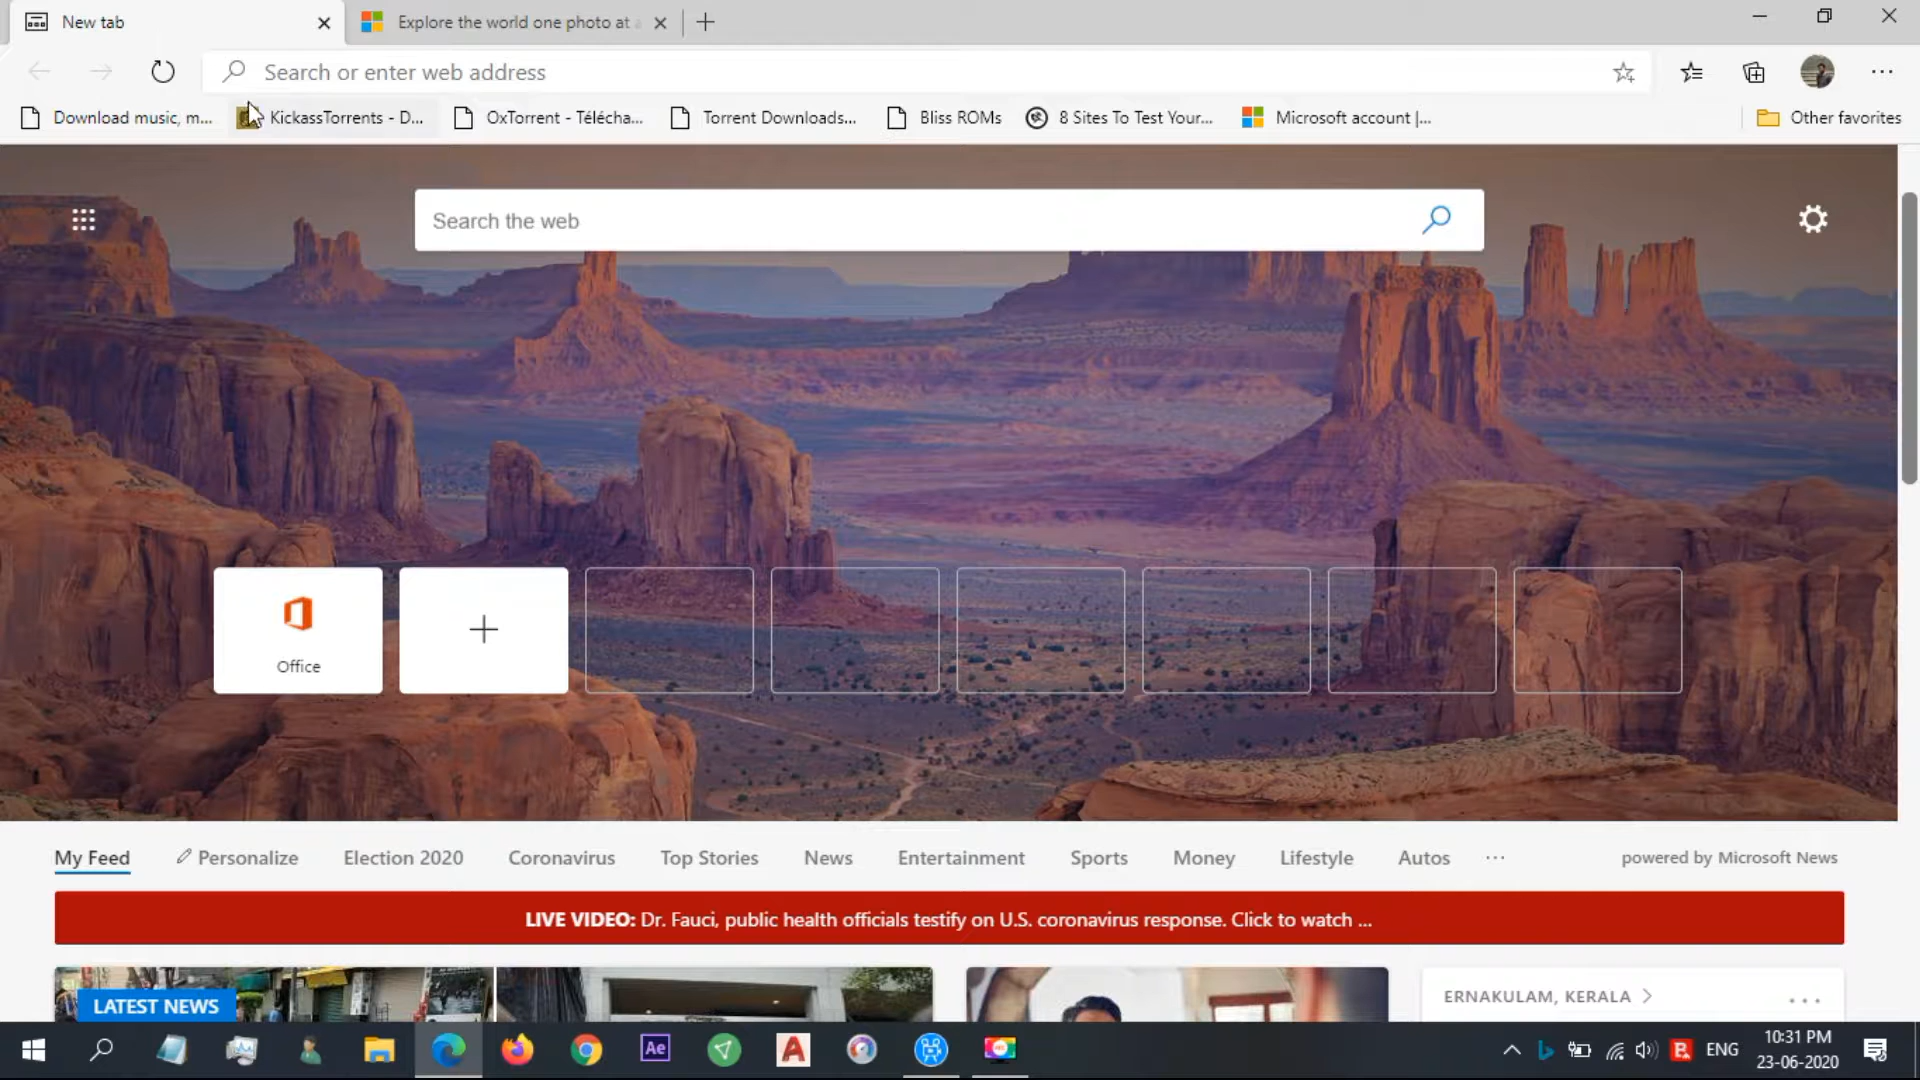 New tab
Explore the world one photo at a
Search or enter web address
Download music, m...
KickassTorrents - D...
OxTorrent - Télécha...
Torrent Downloads...
Bliss ROMs
8 Sites To Test Your...
Microsoft account |...
Other favorites
Search the web
Office
My Feed
Personalize
Election 2020
Coronavirus
Top Stories
News
Entertainment
Sports
Money
Lifestyle
Autos
...
powered by Microsoft News
LIVE VIDEO: Dr. Fauci, public health officials testify on U.S. coronavirus response. Click to watch ...
LATEST NEWS
ERNAKULAM, KERALA
Ae
ENG
10:31 PM
23-06-2020